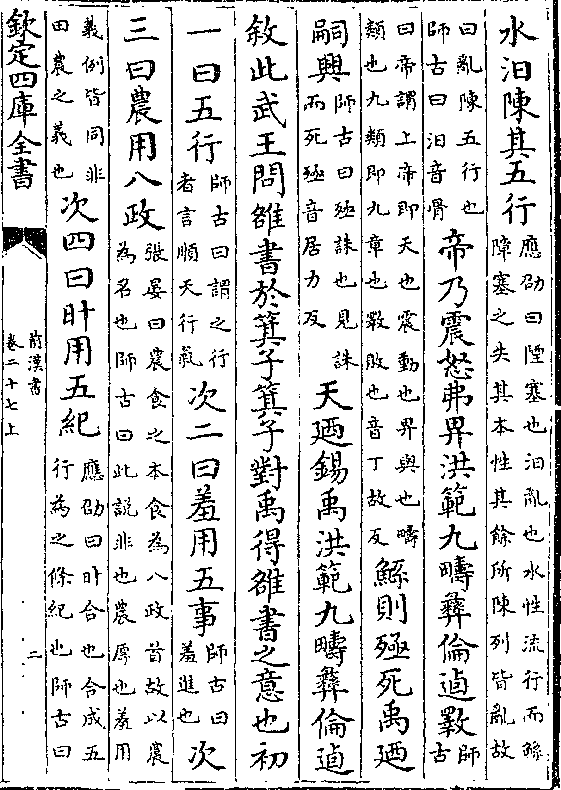 水汨陳其五行應劭曰陻塞也汨亂也水性流行而鯀障塞之失其本性其餘所陳列皆亂故
曰亂陳五行也師古曰汨音骨帝乃震怒弗畀洪範九疇彝倫逌斁師古
曰帝謂上帝即天也震動也畀與也疇類也九類即九章也斁敗也音丁故反鯀則殛死禹廼
嗣興師古曰殛誅也見誅而死殛音居力反天廼錫禹洪範九疇彝倫逌
敘此武王問雒書於箕子箕子對禹得雒書之意也初
一曰五行師古曰謂之行者言順天行氣次二曰羞用五事師古曰羞進也次
三曰農用八政張晏曰農食之本食為八政首故以農為名也師古曰此說非也農厚也羞用
義例皆同非田農之義也次四曰旪用五紀應劭曰旪合也合成五行為之條紀也師古曰
欽定四庫全書
前漢書
卷二十七上
二